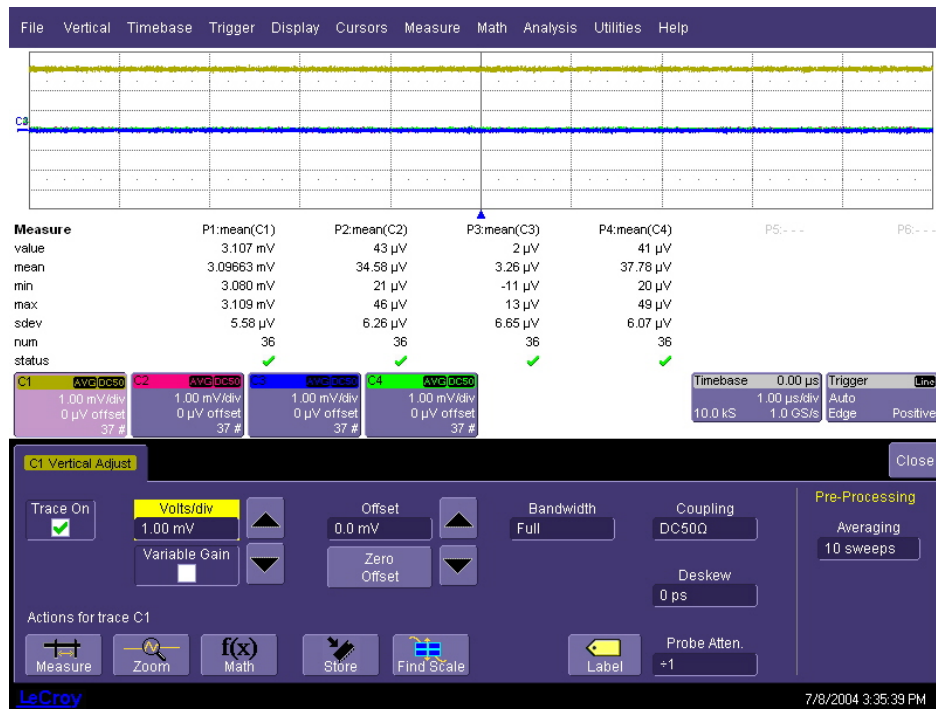 File Vertical Timebase Trigger Display Cursors Measure Math Analysis Utilities Help
C3
Measure P1:mean(C1) P2:mean(C2) P3:mean(C3) P4:mean(C4) P5:- - - P6:- - -
value 3.107 mV 43 µV 2 µV 41 µV
mean 3.09663 mV 34.58 µV 3.26 µV 37.78 µV
min 3.080 mV 21 µV -11 µV 20 µV
max 3.109 mV 46 µV 13 µV 49 µV
sdev 5.58 µV 6.26 µV 6.65 µV 6.07 µV
num 36 36 36 36
status
C1 AVG DC50 C2 AVG DC50 C3 AVG DC50 C4 AVG DC50 Timebase 0.00 µs Trigger Line
1.00 mV/div 1.00 mV/div 1.00 mV/div 1.00 mV/div 1.00 µs/div Auto
0 µV offset 0 µV offset 0 µV offset 0 µV offset 10.0 kS 1.0 GS/s Edge Positive
37 # 37 # 37 # 37 #
C1 Vertical Adjust Close
Pre-Processing
Trace On Volts/div Offset Bandwidth Coupling Averaging
1.00 mV 0.0 mV Full DC50Ω 10 sweeps
Variable Gain Zero Offset Deskew
0 ps
Actions for trace C1
Measure Zoom f(x) Math Store Find Scale Label Probe Atten.
÷1
LeCroy 7/8/2004 3:35:39 PM